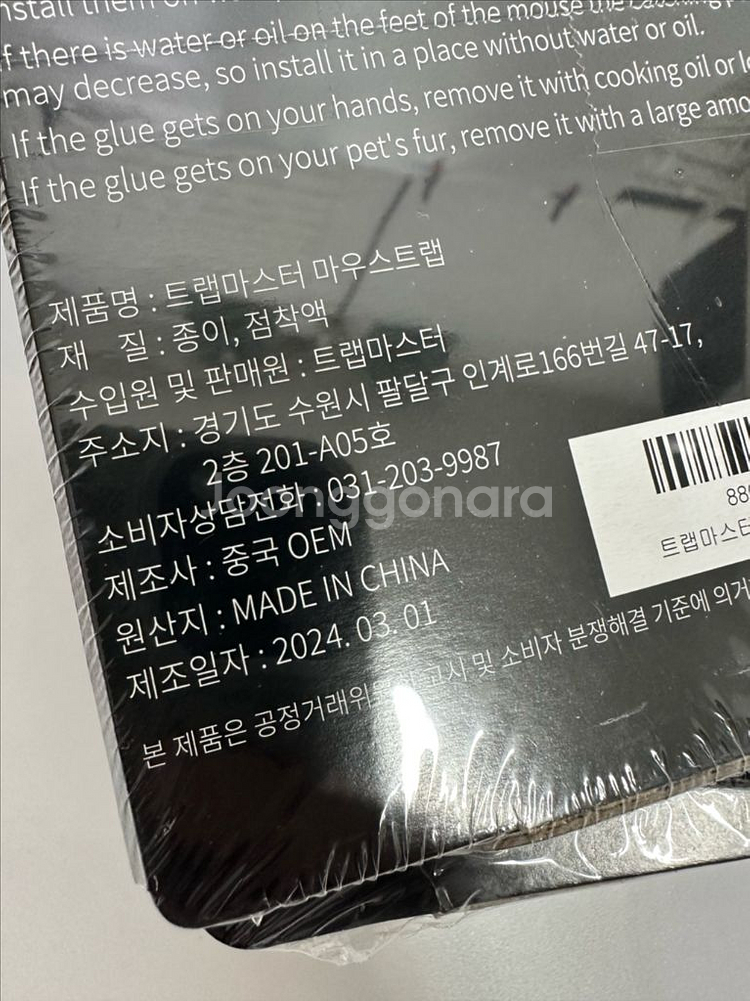 nstall them
f there is water or oil on the feet of the mouse the
may decrease, so install it in a place without water or oil.
If the glue gets on your hands, remove it with cooking oil or
If the glue gets on your pet's fur, remove it with a large
제품명 : 트랩마스터 마우스트랩
재 질 : 종이, 점착액
수입원 및 판매원 : 트랩마스터
주소지 : 경기도 수원시 팔달구 인계로166번길 47-17,
2층 201-A05호
소비자상담전화 : 031-203-9987
Joonggonara
제조사 : 중국 OEM
원산지 : MADE IN CHINA
제조일자 : 2024. 03. 01
본 제품은 공정거래위 고시 및 소비자 분쟁해결 기준에 의거
88
트랩마스터